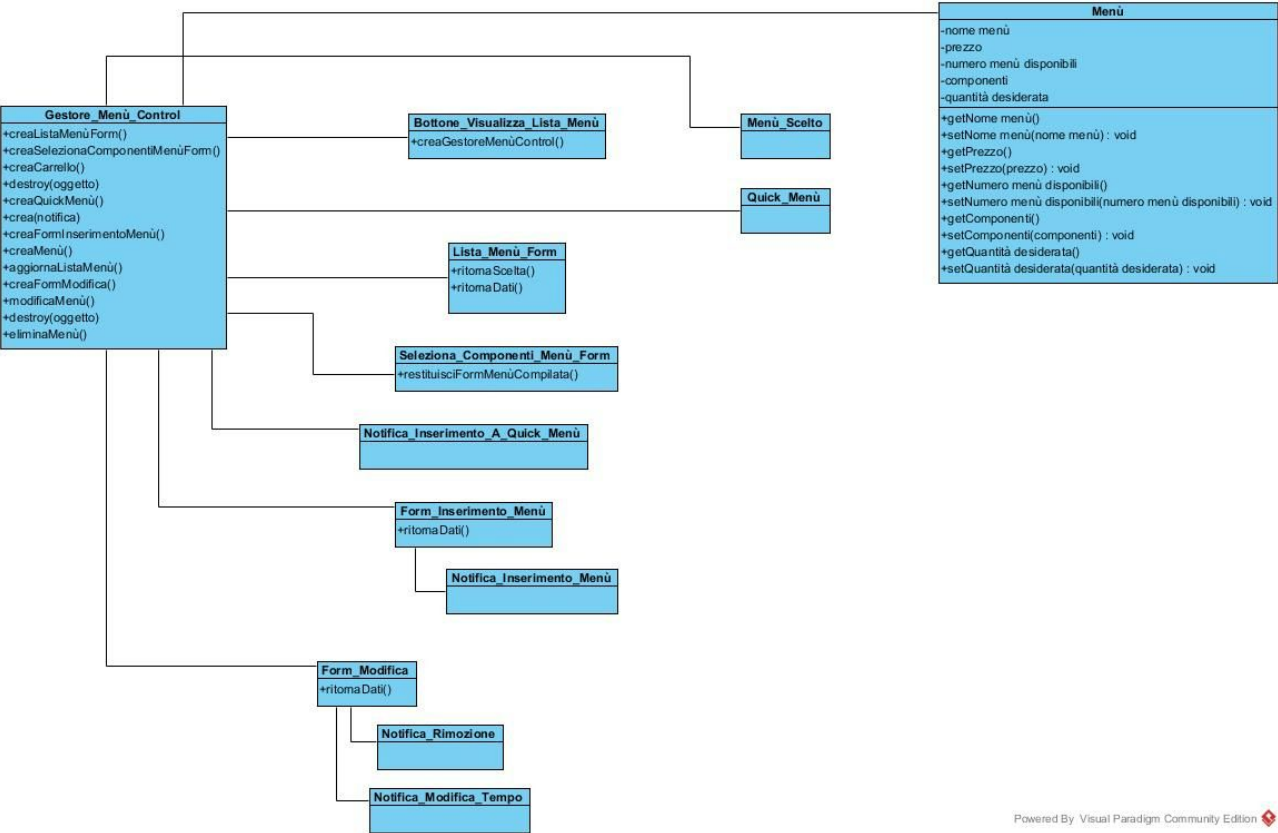 Menù
-nome menù
-prezzo
-numero menù disponibili
-componenti
-quantità desiderata
+getNome menù()
+setNome menù(nome menù) : void
+getPrezzo()
+setPrezzo(prezzo) : void
+getNumero menù disponibili()
+setNumero menù disponibili(numero menù disponibili) : void
+getComponenti()
+setComponenti(componenti) : void
+getQuantità desiderata()
+setQuantità desiderata(quantità desiderata) : void
Gestore_Menù_Control
+creaListaMenùForm()
+creaSelezionaComponentiMenùForm()
+creaCarrello()
+destroy(oggetto)
+creaQuickMenù()
+crea(notifica)
+creaFormInserimentoMenù()
+creaMenù()
+aggiornaListaMenù()
+creaFormModifica()
+modificaMenù()
+destroy(oggetto)
+eliminaMenù()
Bottone_Visualizza_Lista_Menù
+creaGestoreMenùControl()
Menù_Scelto
Quick_Menù
Lista_Menù_Form
+ritornaScelta()
+ritornaDati()
Seleziona_Componenti_Menù_Form
+restituisciFormMenùCompilata()
Notifica_Inserimento_A_Quick_Menù
Form_Inserimento_Menù
+ritornaDati()
Notifica_Inserimento_Menù
Form_Modifica
+ritornaDati()
Notifica_Rimozione
Notifica_Modifica_Tempo
Powered By Visual Paradigm Community Edition